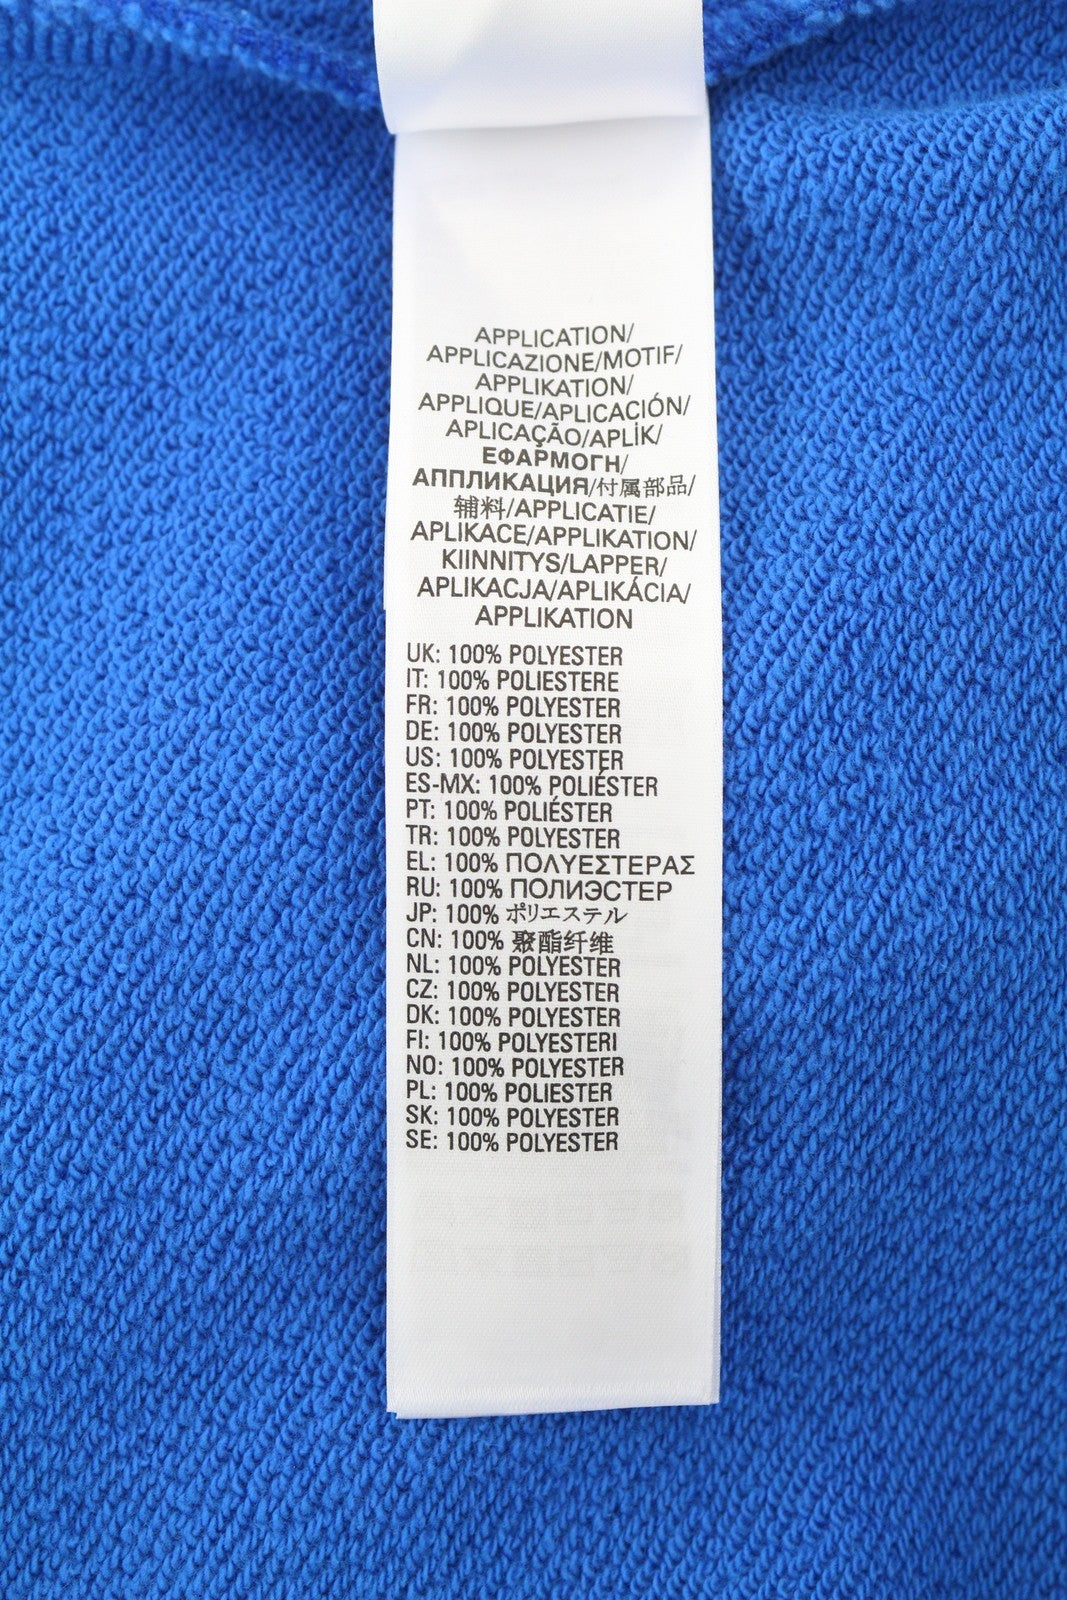 APPLICATION/
APPLICAZIONE/MOTIF/
APPLIKATION/
APPLIQUE/APLICACIÓN/
APLICAÇÃO/APLİK/
ΕΦΑΡΜΟΓΗ/
АППЛИКАЦИЯ/付属部品/
辅料/APPLICATIE/
APLIKACE/APPLIKATION/
KIINNITYS/LAPPER/
APLIKACJA/APLIKÁCIA/
APPLIKATION
UK: 100% POLYESTER
IT: 100% POLIESTERE
FR: 100% POLYESTER
DE: 100% POLYESTER
US: 100% POLYESTER
ES-MX: 100% POLIÉSTER
PT: 100% POLIÉSTER
TR: 100% POLYESTER
EL: 100% ΠΟΛΥΕΣΤΕΡΑΣ
RU: 100% ПОЛИЭСТЕР
JP: 100% ポリエステル
CN: 100% 聚酯纤维
NL: 100% POLYESTER
CZ: 100% POLYESTER
DK: 100% POLYESTER
FI: 100% POLYESTERI
NO: 100% POLYESTER
PL: 100% POLIESTER
SK: 100% POLYESTER
SE: 100% POLYESTER